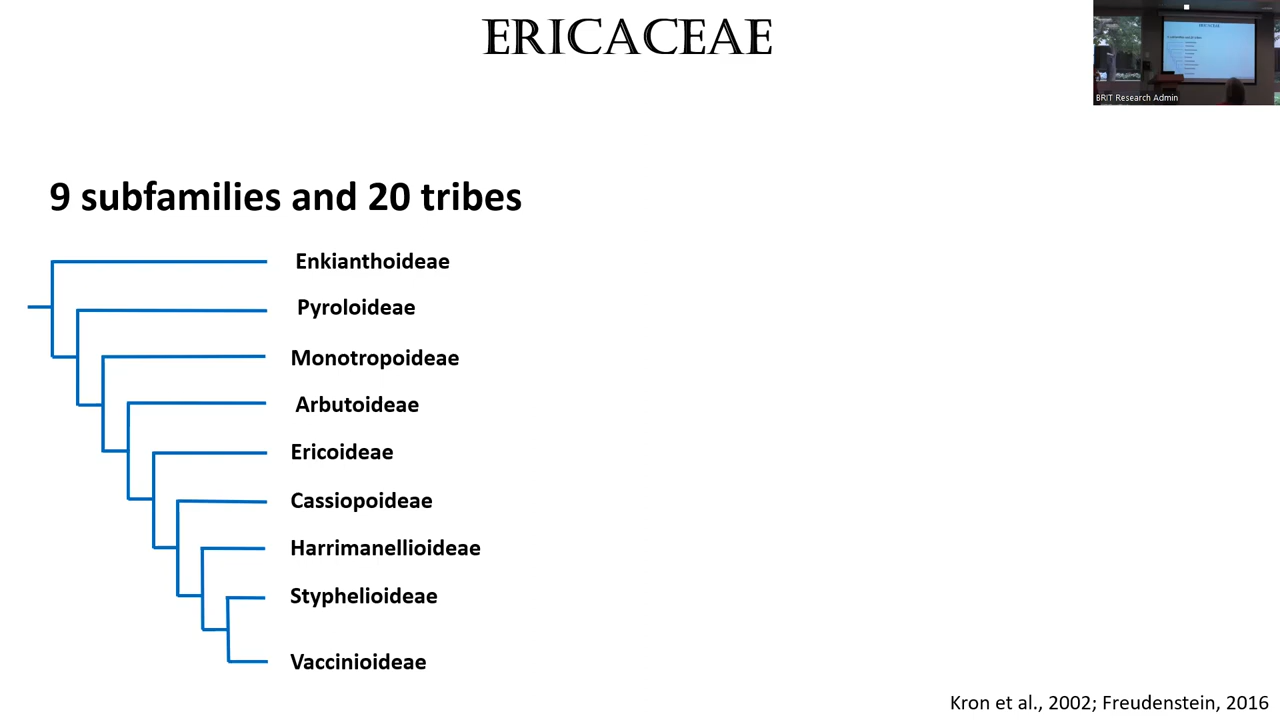 ERICACEAE
BRIT Research Admin
9 subfamilies and 20 tribes
Enkianthoideae
Pyroloideae
Monotropoideae
Arbutoideae
Ericoideae
Cassiopoideae
Harrimanellioideae
Styphelioideae
Vaccinioideae
Kron et al., 2002; Freudenstein, 2016